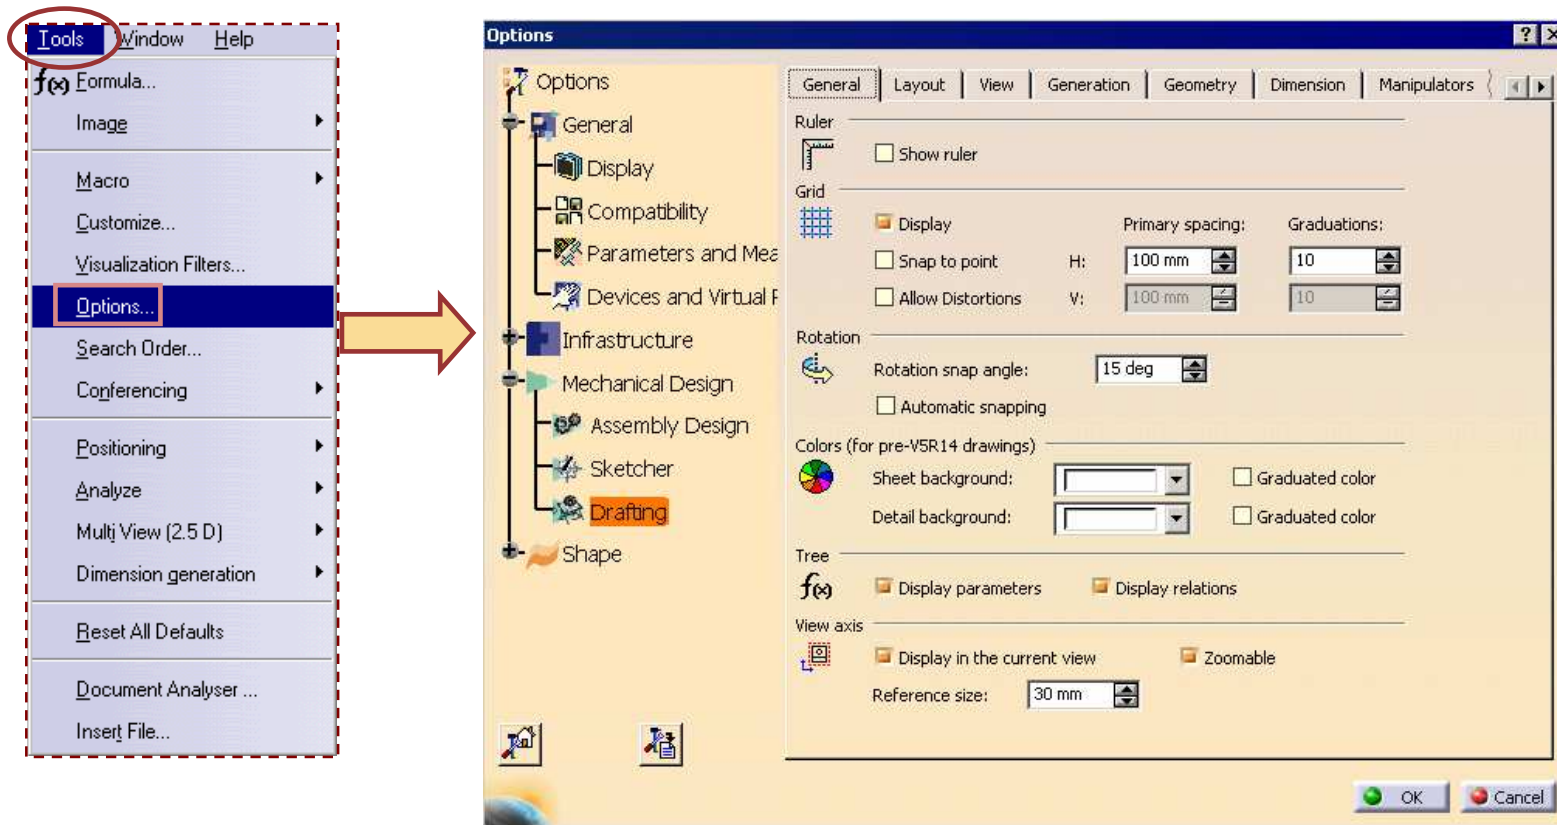 Tools Window Help
f(x) Formula...
Image
Macro
Customize...
Visualization Filters...
Options...
Search Order...
Conferencing
Positioning
Analyze
Multi View (2.5 D)
Dimension generation
Reset All Defaults
Document Analyser ...
Insert File...
Options
Options
General
Display
Compatibility
Parameters and Mea
Devices and Virtual F
Infrastructure
Mechanical Design
Assembly Design
Sketcher
Drafting
Shape
General Layout View Generation Geometry Dimension Manipulators
Ruler
Show ruler
Grid
Display Primary spacing: Graduations:
Snap to point H: 100 mm 10
Allow Distortions V: 100 mm 10
Rotation
Rotation snap angle: 15 deg
Automatic snapping
Colors (for pre-V5R14 drawings)
Sheet background: Graduated color
Detail background: Graduated color
Tree
f(x) Display parameters Display relations
View axis
Display in the current view Zoomable
Reference size: 30 mm
OK Cancel